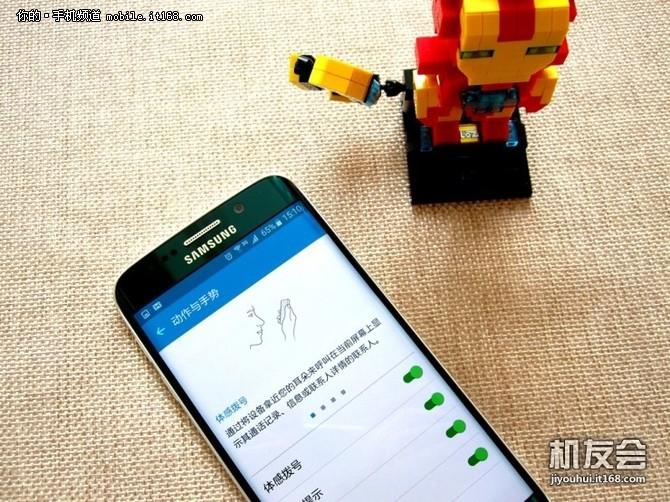 你的·手机频道 mobile.it168.com
LOZ
SAMSUNG
65% 15:10
动作与手势
体感拨号
通过将设备拿近您的耳朵来呼叫在当前屏幕上显
示其通话记录、信息或联系人详情的联系人。
体感拨号
提示
机友会
jiyouhui.it168.com